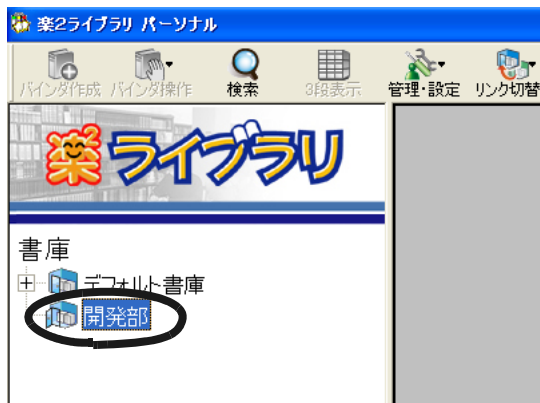 楽2ライブラリ パーソナル
バインダ作成 バインダ操作 検索 3段表示 管理・設定 リンク切替
楽ライブラリ
書庫
デフォルト書庫
開発部